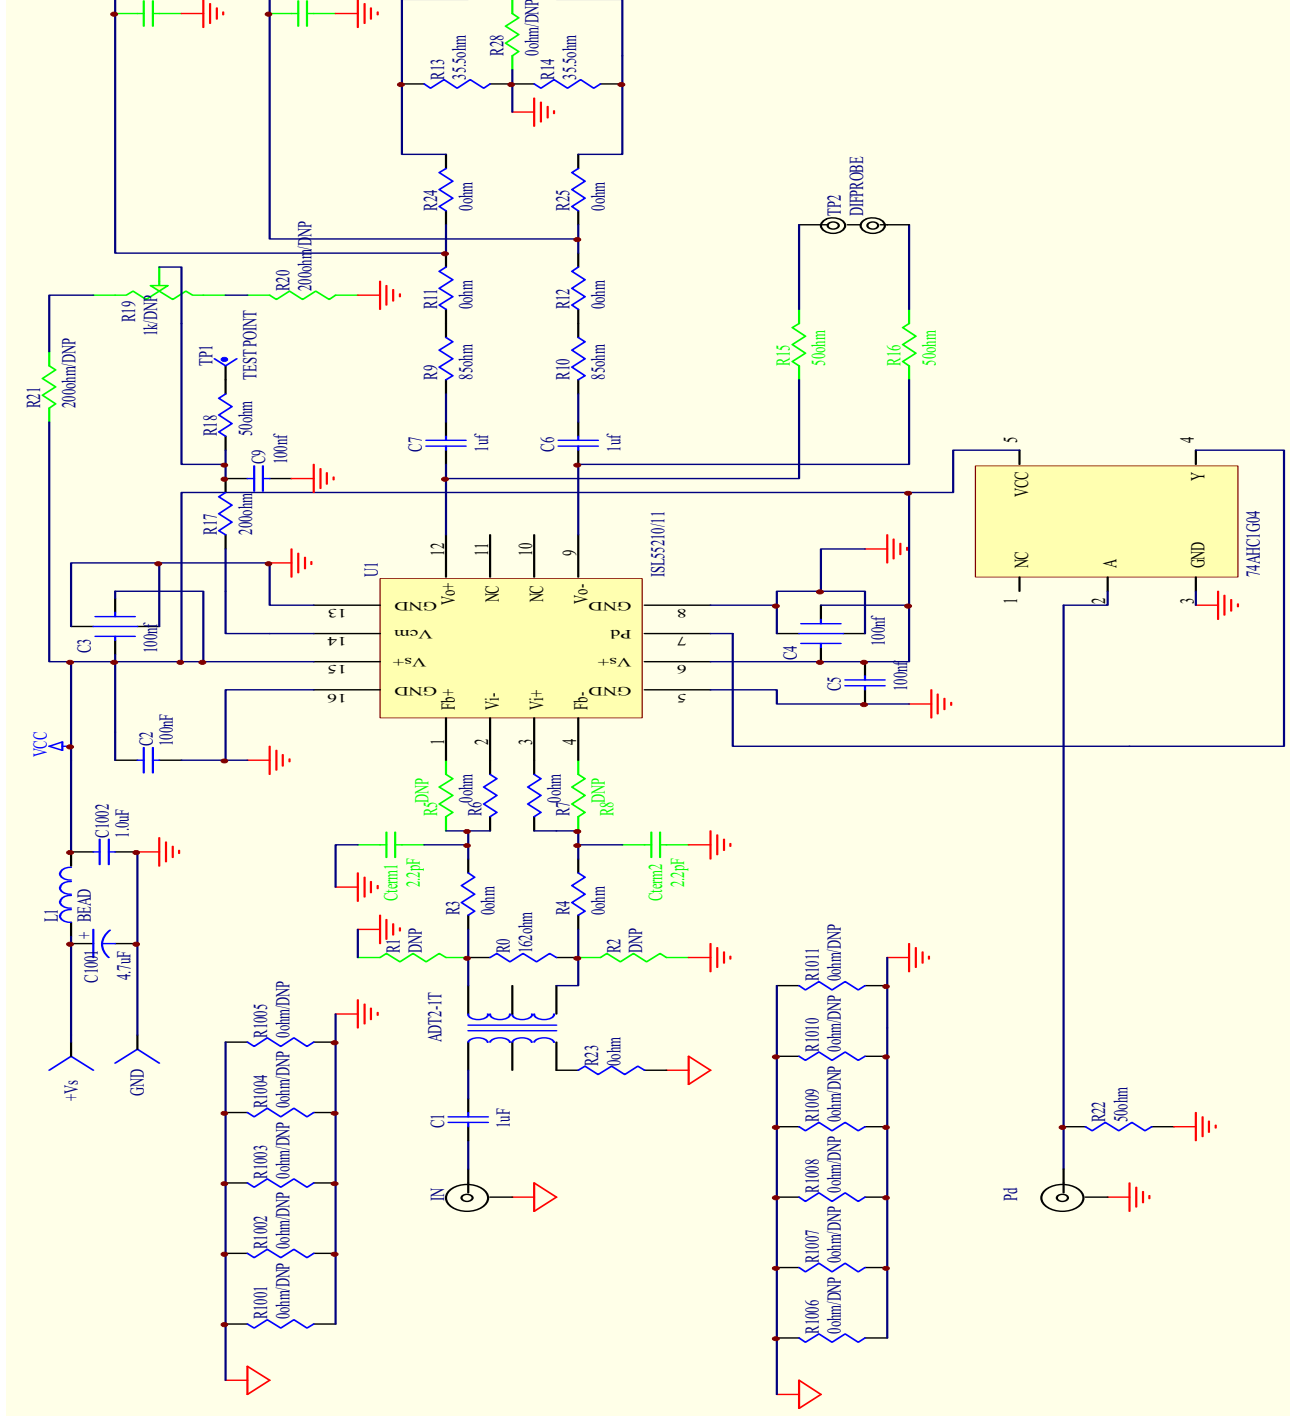 R28
0ohm/DNP
R13
35.5ohm
R14
35.5ohm
R24
0ohm
R25
0ohm
TP2
DIFPROBE
R19
1k/DNP
R20
200ohm/DNP
R11
0ohm
R12
0ohm
R21
200ohm/DNP
TP1
TEST POINT
R9
85ohm
R10
85ohm
R15
50ohm
R16
50ohm
R18
50ohm
C9
100nf
C7
1uf
C6
1uf
R17
200ohm
U1
ISL55210/11
12
11
10
9
Vo+
NC
NC
Vo-
13
14
15
16
GND
Vcm
Vs+
GND
GND
Pd
Vs+
GND
8
7
6
5
Fb+
Vi-
Vi+
Fb-
1
2
3
4
5
4
VCC
Y
NC
A
GND
1
2
3
74AHC1G04
C3
100nf
C4
100nf
C5
100nf
VCC
C2
100nF
R5
DNP
R6
0ohm
R7
0ohm
R8
DNP
C1002
1.0uF
L1
BEAD
+
C1001
4.7uF
Cterm1
2.2pF
Cterm2
2.2pF
R3
0ohm
R4
0ohm
R1
DNP
R0
162ohm
R2
DNP
+Vs
GND
ADT2-1T
R23
0ohm
C1
1uF
IN
R1005
0ohm/DNP
R1004
0ohm/DNP
R1003
0ohm/DNP
R1002
0ohm/DNP
R1001
0ohm/DNP
R1011
0ohm/DNP
R1010
0ohm/DNP
R1009
0ohm/DNP
R1008
0ohm/DNP
R1007
0ohm/DNP
R1006
0ohm/DNP
R22
50ohm
Pd